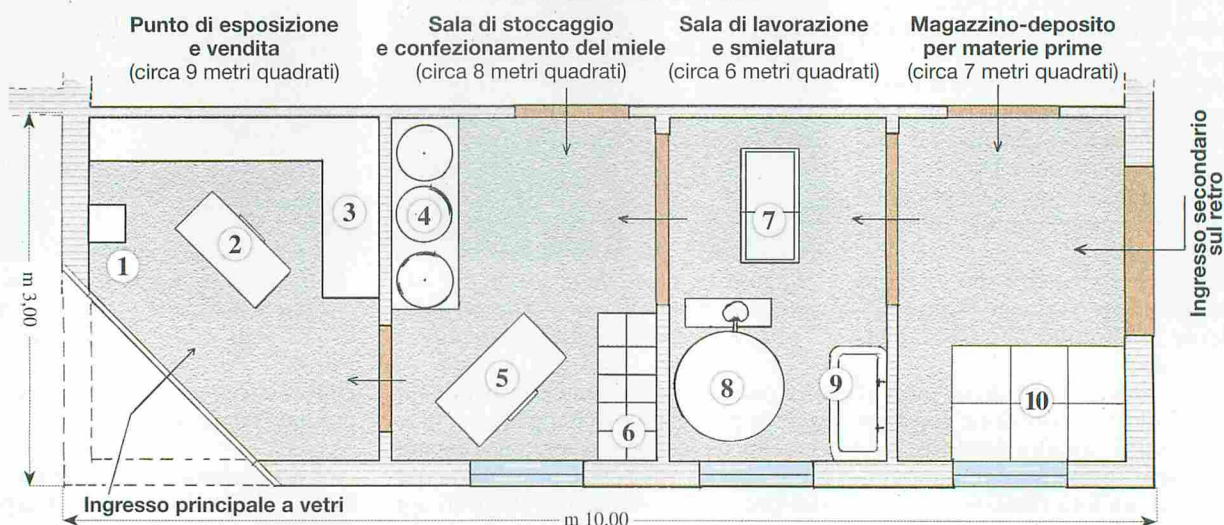 Punto di esposizione
e vendita
(circa 9 metri quadrati)
Sala di stoccaggio
e confezionamento del miele
(circa 8 metri quadrati)
Sala di lavorazione
e smielatura
(circa 6 metri quadrati)
Magazzino-deposito
per materie prime
(circa 7 metri quadrati)
1
2
3
4
5
6
7
8
9
10
m 3,00
Ingresso secondario
sul retro
Ingresso principale a vetri
m 10,00